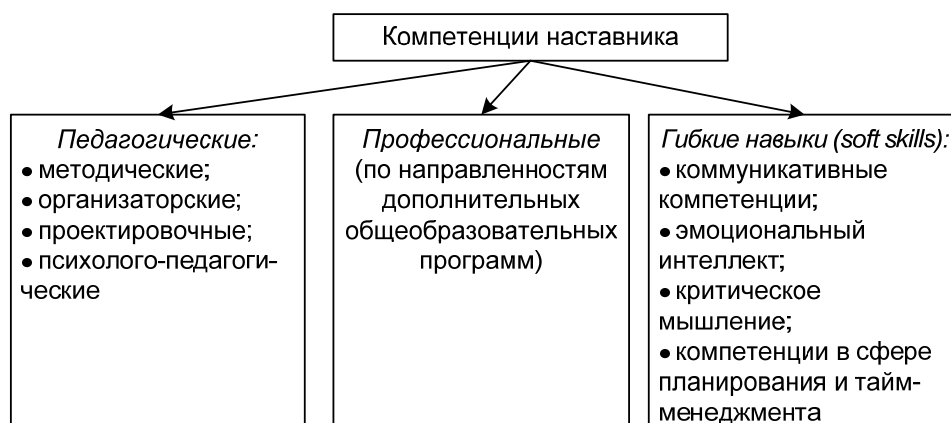 Компетенции наставника
Педагогические:
• методические;
• организаторские;
• проектировочные;
• психолого-педагоги-
ческие
Профессиональные
(по направленностям
дополнительных
общеобразовательных
программ)
Гибкие навыки (soft skills):
• коммуникативные
компетенции;
• эмоциональный
интеллект;
• критическое
мышление;
• компетенции в сфере
планирования и тайм-
менеджмента